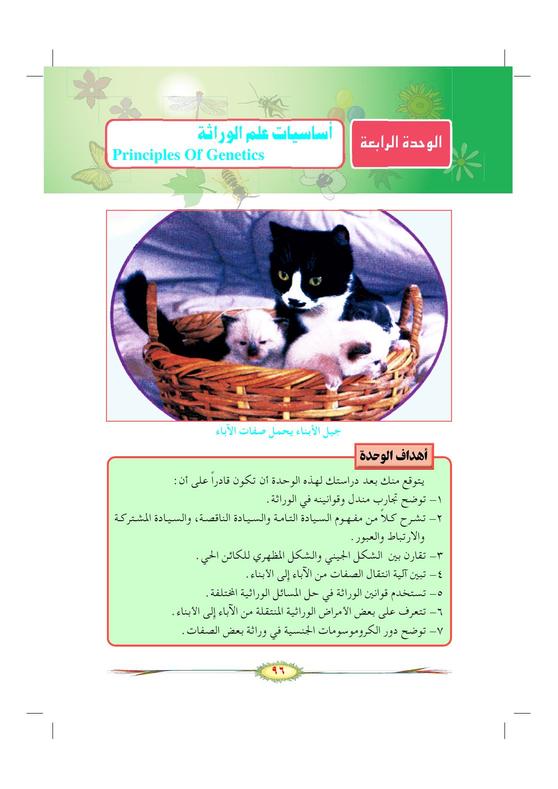 الوحدة الرابعة
أساسيات علم الوراثة
Principles Of Genetics
جيل الأبناء يحمل صفات الآباء
أهداف الوحدة
يتوقع منك بعد دراستك لهذه الوحدة أن تكون قادراً على أن :
١- توضح تجارب مندل وقوانينه في الوراثة .
٢- تشرح كلاً من مفهوم السيادة التامة والسيادة الناقصة، والسيادة المشتركة
والارتباط والعبور .
٣- تقارن بين الشكل الجيني والشكل المظهري للكائن الحي .
٤- تبين آلية انتقال الصفات من الآباء إلى الابناء .
٥- تستخدم قوانين الوراثة في حل المسائل الوراثية المختلفة .
٦- تتعرف على بعض الامراض الوراثية المنتقلة من الآباء إلى الابناء .
٧- توضح دور الكروموسومات الجنسية في وراثة بعض الصفات .
٩٦